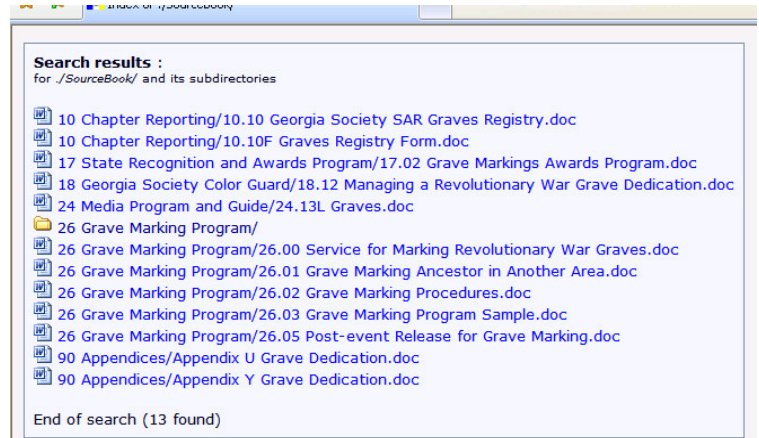 Index of ./SourceBook/
Search results :
for ./SourceBook/ and its subdirectories
10 Chapter Reporting/10.10 Georgia Society SAR Graves Registry.doc
10 Chapter Reporting/10.10F Graves Registry Form.doc
17 State Recognition and Awards Program/17.02 Grave Markings Awards Program.doc
18 Georgia Society Color Guard/18.12 Managing a Revolutionary War Grave Dedication.doc
24 Media Program and Guide/24.13L Graves.doc
26 Grave Marking Program/
26 Grave Marking Program/26.00 Service for Marking Revolutionary War Graves.doc
26 Grave Marking Program/26.01 Grave Marking Ancestor in Another Area.doc
26 Grave Marking Program/26.02 Grave Marking Procedures.doc
26 Grave Marking Program/26.03 Grave Marking Program Sample.doc
26 Grave Marking Program/26.05 Post-event Release for Grave Marking.doc
90 Appendices/Appendix U Grave Dedication.doc
90 Appendices/Appendix Y Grave Dedication.doc
End of search (13 found)